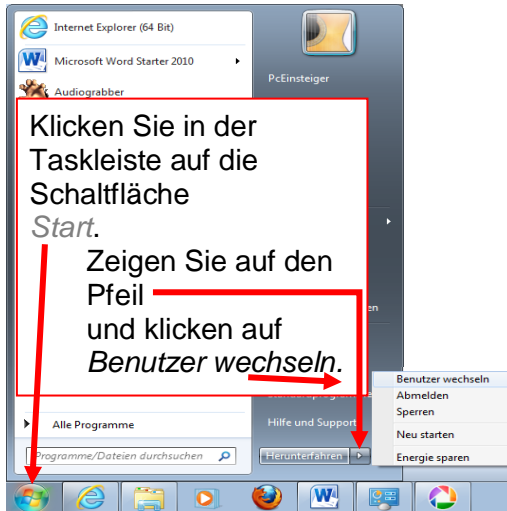 Internet Explorer (64 Bit)
Microsoft Word Starter 2010
Audiograbber
PcEinsteiger
Klicken Sie in der
Taskleiste auf die
Schaltfläche
Start.
Zeigen Sie auf den
Pfeil
und klicken auf
Benutzer wechseln.
en
Hilfe und Support
Alle Programme
Programme/Dateien durchsuchen
Herunterfahren
Benutzer wechseln
Abmelden
Sperren
Neu starten
Energie sparen